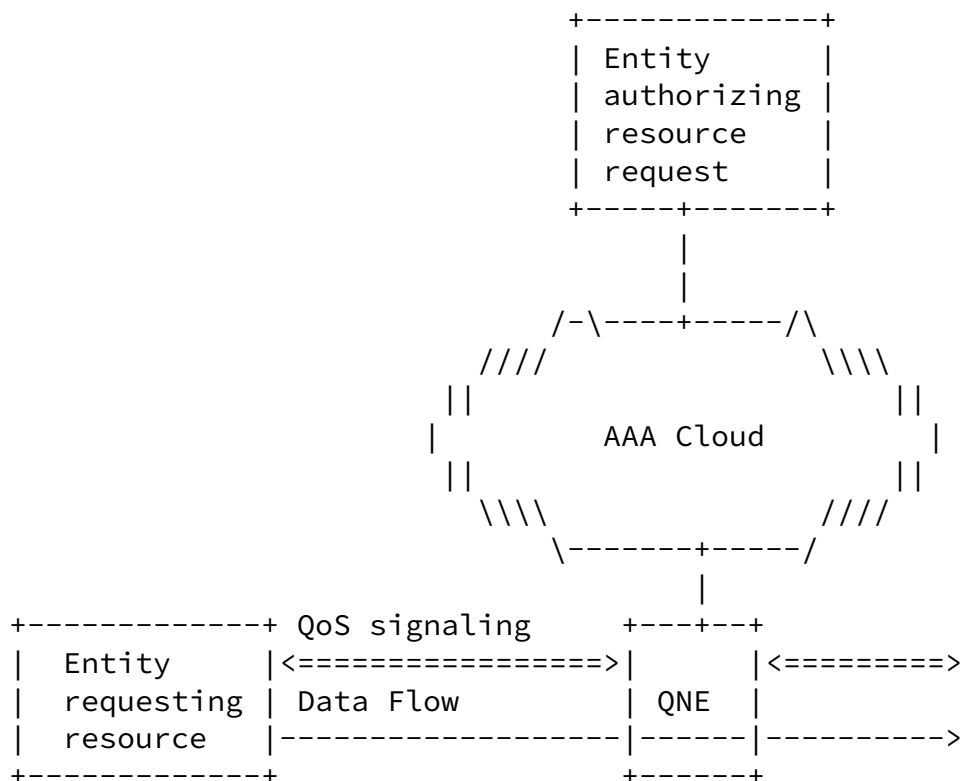 Entity
authorizing
resource
request
AAA Cloud
QoS signaling
Entity
requesting
resource
Data Flow
QNE